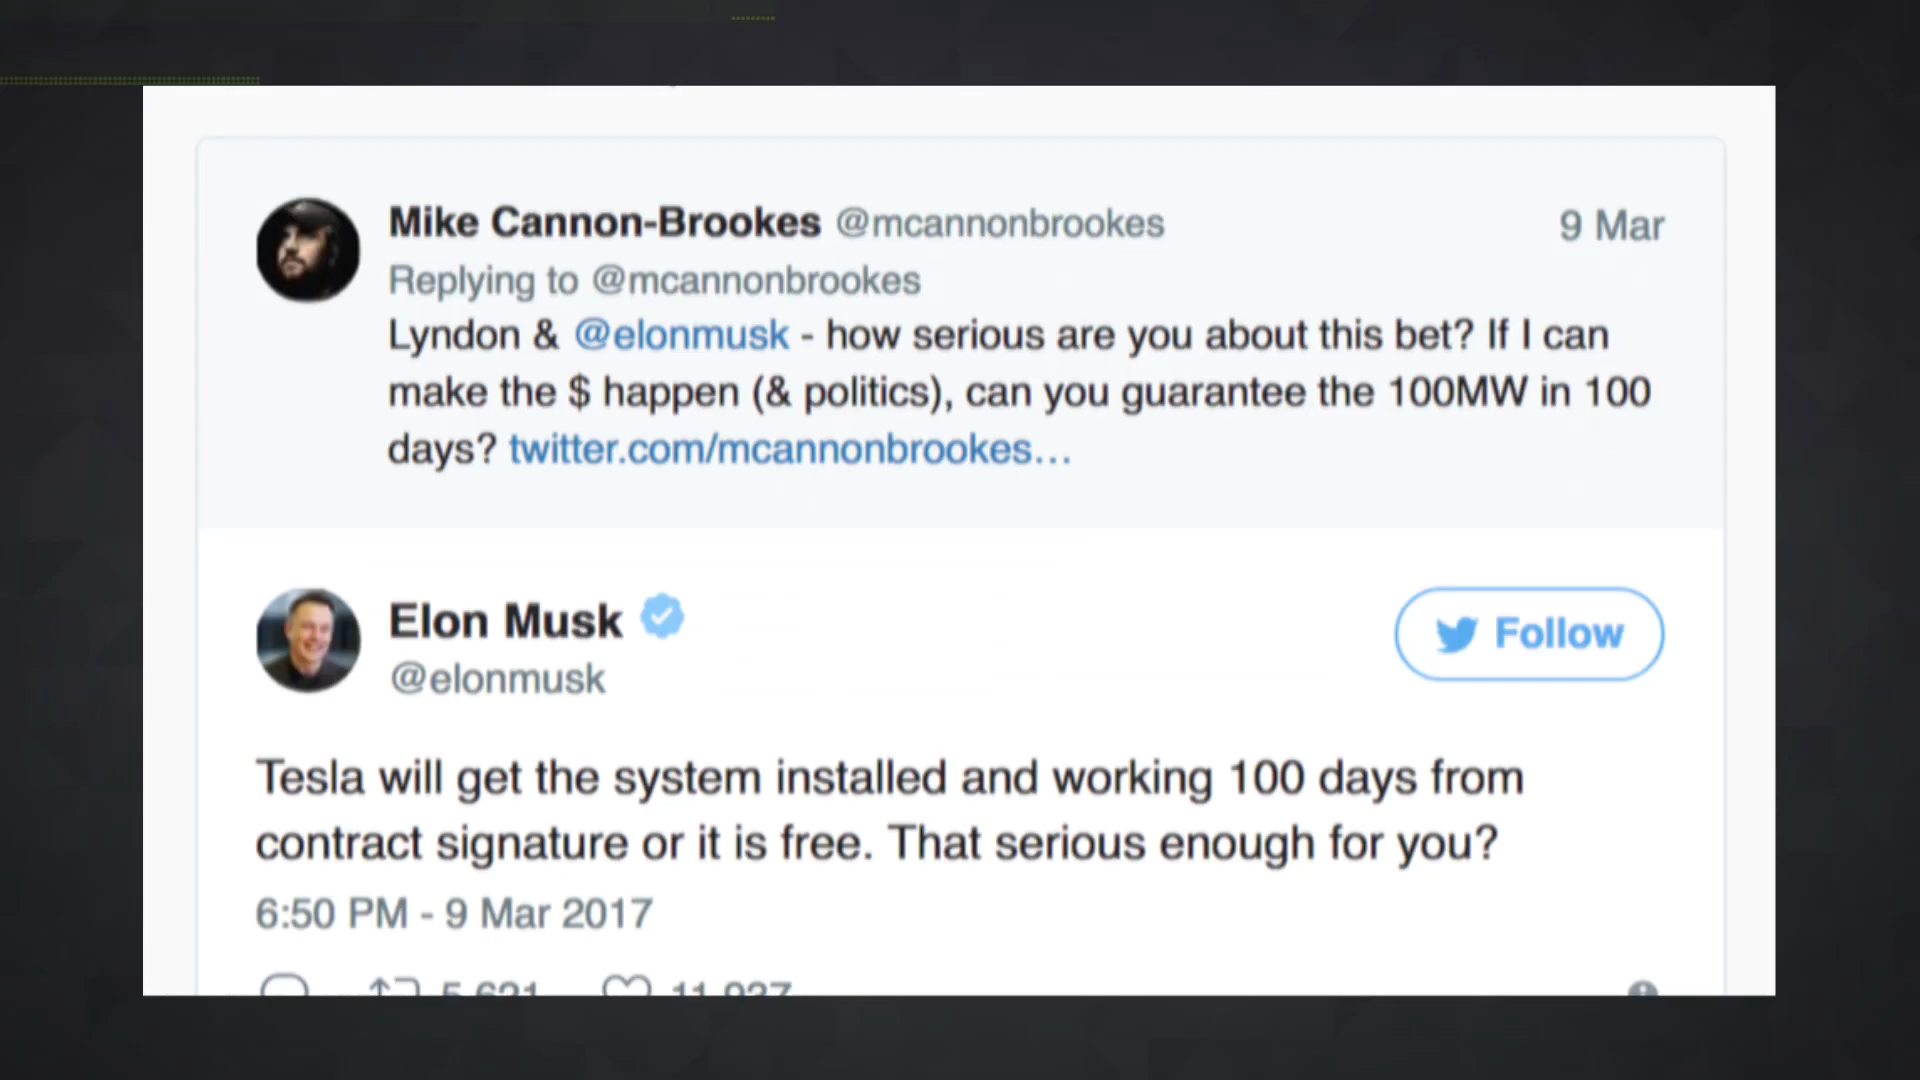 Mike Cannon-Brookes @mcannonbrookes 9 Mar
Replying to @mcannonbrookes
Lyndon & @elonmusk - how serious are you about this bet? If I can
make the $ happen (& politics), can you guarantee the 100MW in 100
days? twitter.com/mcannonbrookes…
Elon Musk
@elonmusk
Follow
Tesla will get the system installed and working 100 days from
contract signature or it is free. That serious enough for you?
6:50 PM - 9 Mar 2017